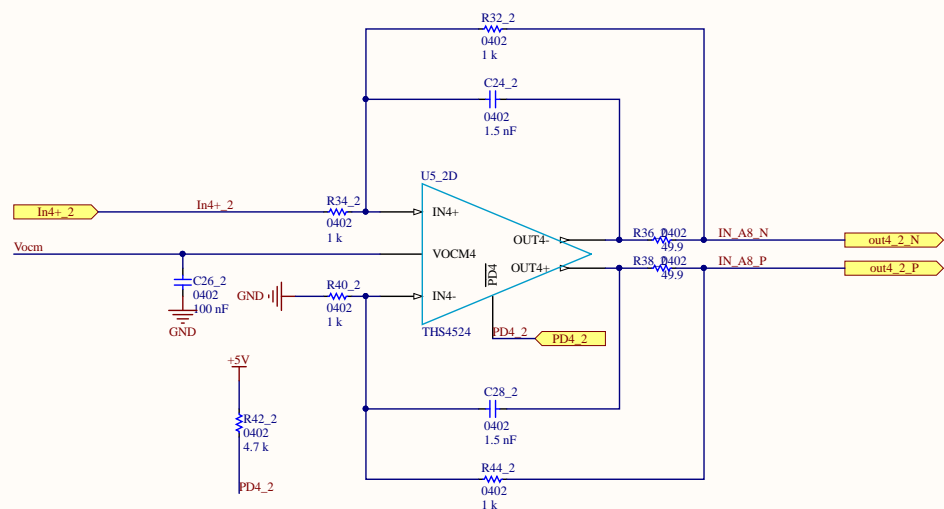 R32_2
0402
1 k
C24_2
0402
1.5 nF
U5_2D
In4+_2
In4+_2
R34_2
0402
1 k
IN4+
OUT4-
R36_2
0402
49.9
IN_A8_N
out4_2_N
Vocm
VOCM4
OUT4+
R38_2
0402
49.9
IN_A8_P
out4_2_P
C26_2
0402
100 nF
GND
GND
R40_2
0402
1 k
IN4-
PD4
THS4524
PD4_2
PD4_2
+5V
R42_2
0402
4.7 k
PD4_2
C28_2
0402
1.5 nF
R44_2
0402
1 k